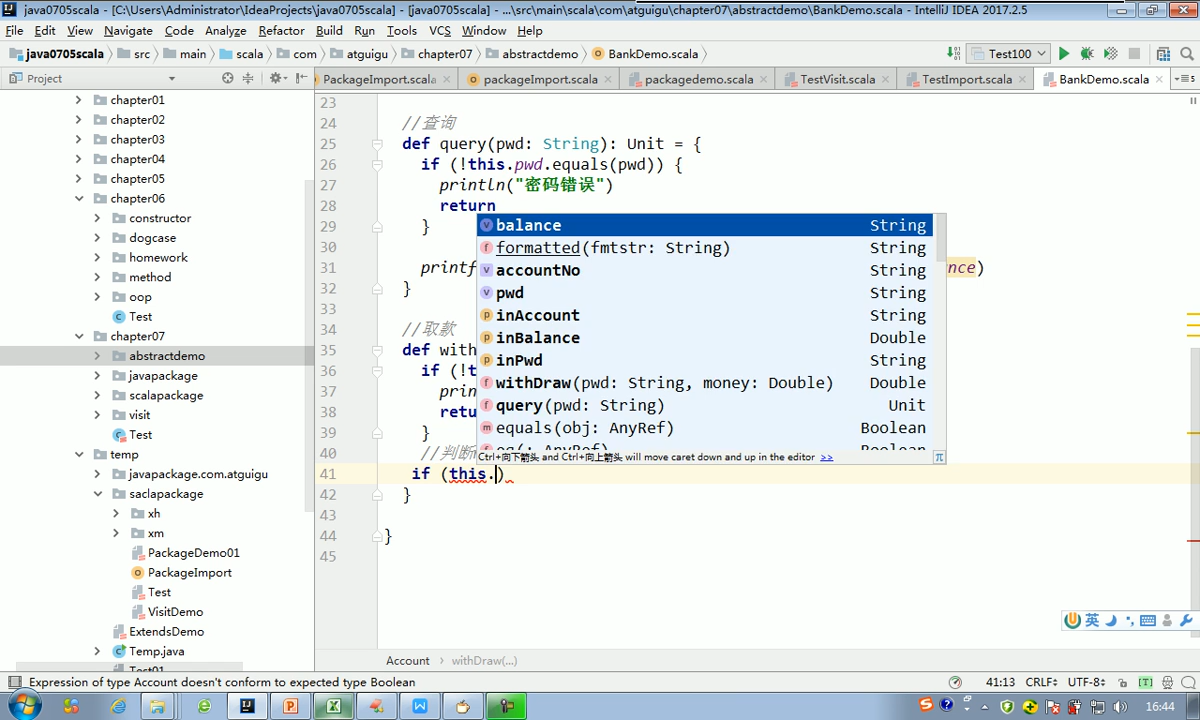 java0705scala - [C:\Users\Administrator\IdeaProjects\java0705scala] - [java0705scala] - ...\src\main\scala\com\atguigu\chapter07\abstractdemo\BankDemo.scala - IntelliJ IDEA 2017.2.5
File Edit View Navigate Code Analyze Refactor Build Run Tools VCS Window Help
java0705scala src main scala com atguigu chapter07 abstractdemo BankDemo.scala Test100
Project PackageImport.scala packageImport.scala packagedemo.scala TestVisit.scala TestImport.scala BankDemo.scala
chapter01
chapter02
chapter03
chapter04
chapter05
chapter06
constructor
dogcase
homework
method
oop
Test
chapter07
abstractdemo
javapackage
scalapackage
visit
Test
temp
javapackage.com.atguigu
saclapackage
xh
xm
PackageDemo01
PackageImport
Test
VisitDemo
ExtendsDemo
Temp.java
Test01
23
24 //查询
25 def query(pwd: String): Unit = {
26 if (!this.pwd.equals(pwd)) {
27 println("密码错误")
28 return
29 }
30
31 printf nce)
32 }
33
34 //取款
35 def with
36 if (!t
37 prin
38 retu
39 }
40 //判断
41 if (this.)
42 }
43
44 }
45
balance String
formatted(fmtstr: String) String
accountNo String
pwd String
inAccount String
inBalance Double
inPwd String
withDraw(pwd: String, money: Double) Double
query(pwd: String) Unit
equals(obj: AnyRef) Boolean
eq(: AnyRef) Boolean
Ctrl+向下箭头 and Ctrl+向上箭头 will move caret down and up in the editor >>
英
Account withDraw(...)
Expression of type Account doesn't conform to expected type Boolean 41:13 CRLF UTF-8
16:44